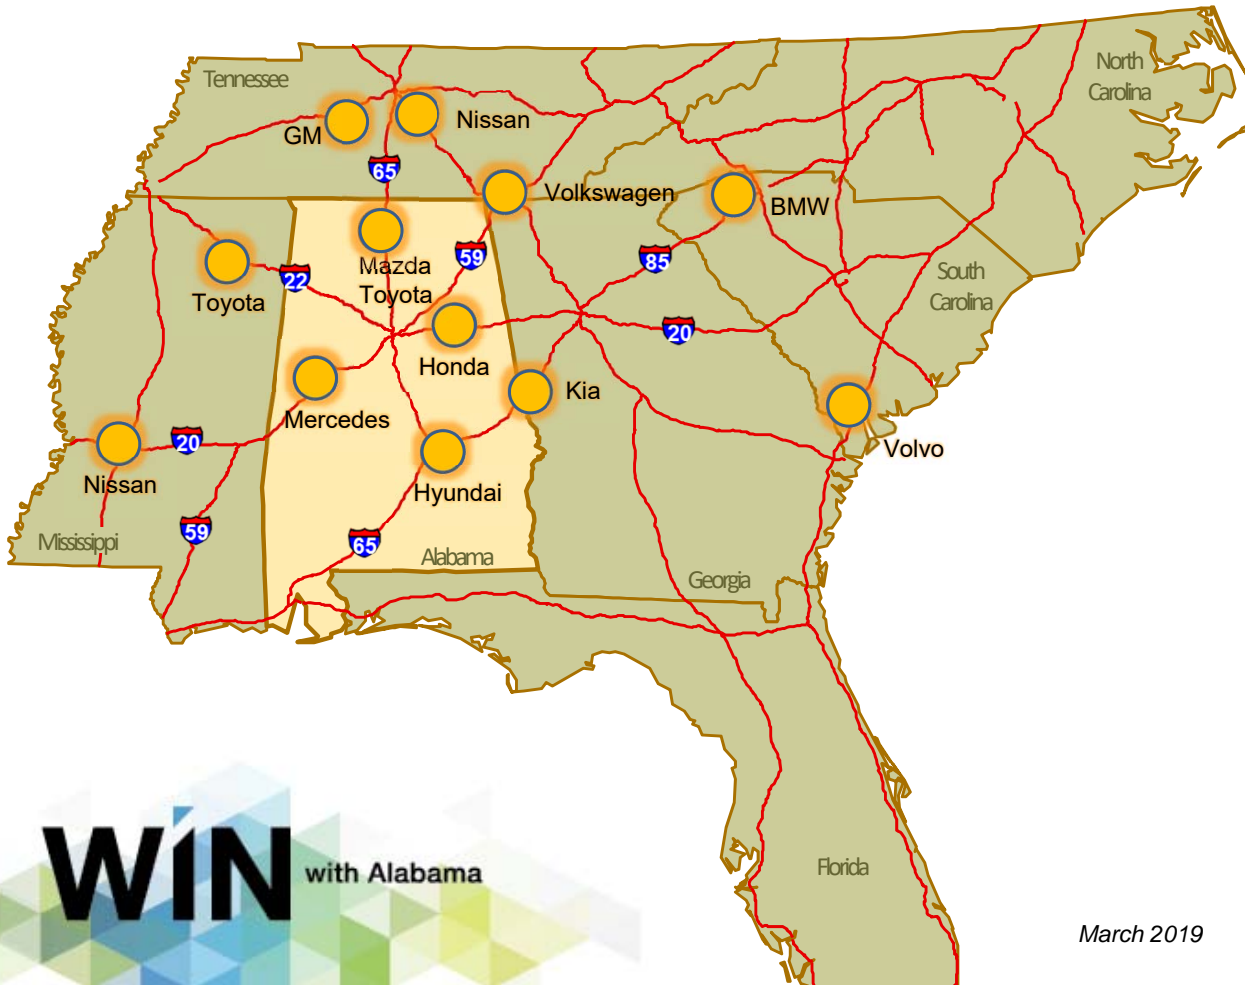 North
Carolina
Tennessee
GM
Nissan
65
Volkswagen
BMW
59
85
Mazda
Toyota
22
Toyota
South
Carolina
20
Honda
Kia
Mercedes
20
Volvo
Nissan
Hyundai
59
65
Mississippi
Alabama
Georgia
Florida
WIN with Alabama
March 2019